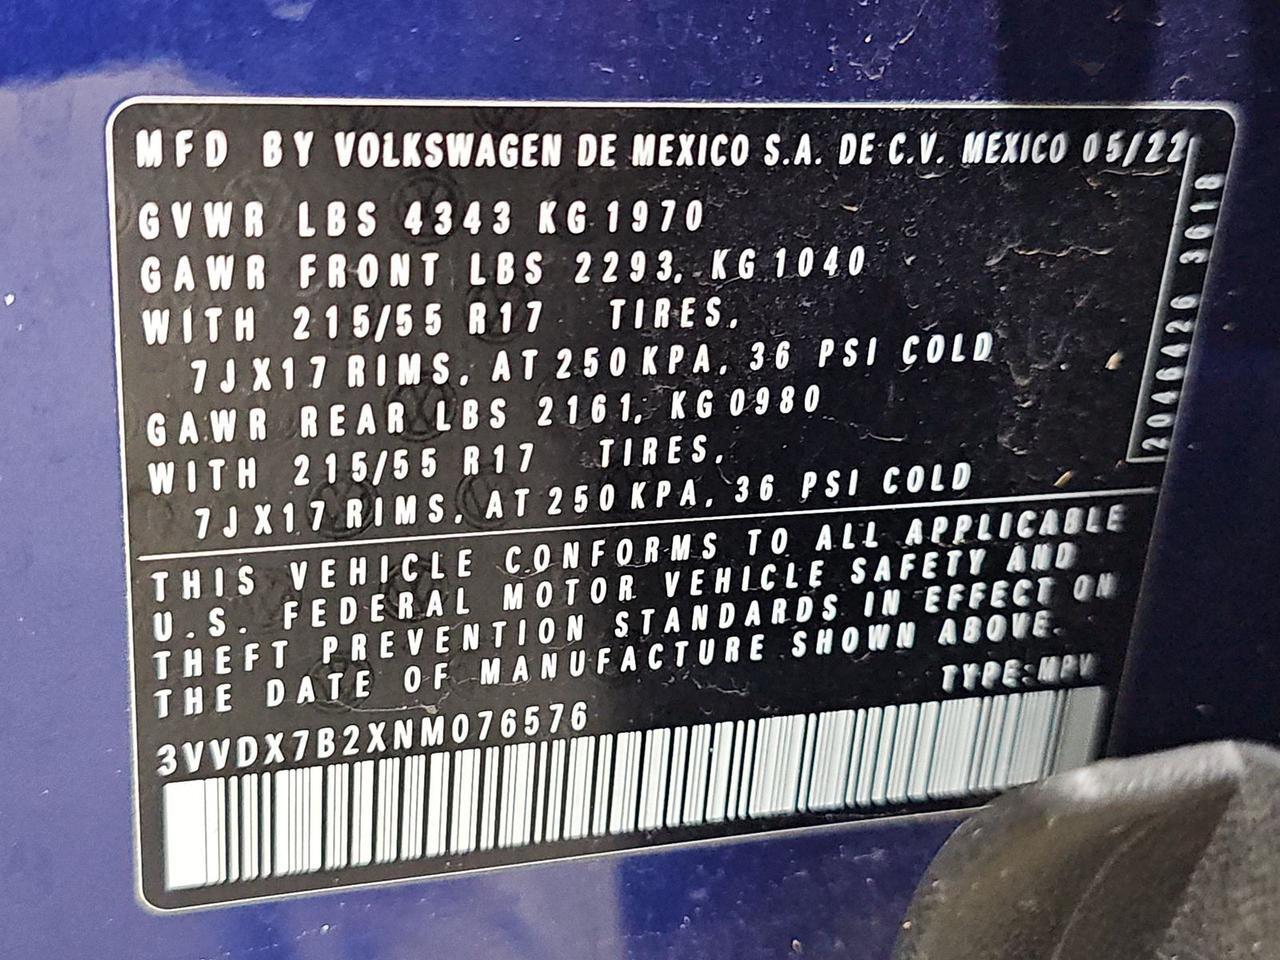 MFD BY VOLKSWAGEN DE MEXICO S.A. DE C.V. MEXICO 05/22
GVWR LBS 4343 KG 1970
GAWR FRONT LBS 2293, KG 1040
WITH 215/55 R17 TIRES,
7JX17 RIMS, AT 250 KPA, 36 PSI COLD
GAWR REAR LBS 2161, KG 0980
WITH 215/55 R17 TIRES,
7JX17 RIMS, AT 250 KPA, 36 PSI COLD
2046426 3618
THIS VEHICLE CONFORMS TO ALL APPLICABLE
U.S. FEDERAL MOTOR VEHICLE SAFETY AND
THEFT PREVENTION STANDARDS IN EFFECT ON
THE DATE OF MANUFACTURE SHOWN ABOVE.
TYPE:MPV
3VVDX7B2XNM076576